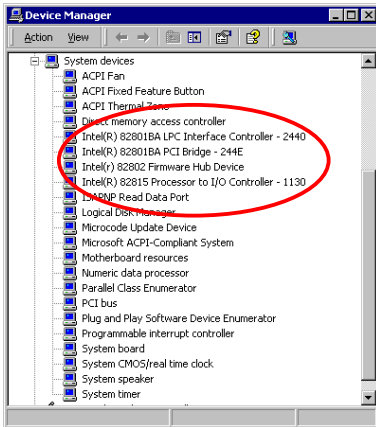 Device Manager
Action View
System devices
ACPI Fan
ACPI Fixed Feature Button
ACPI Thermal Zone
Direct memory access controller
Intel(R) 82801BA LPC Interface Controller - 2440
Intel(R) 82801BA PCI Bridge - 244E
Intel(r) 82802 Firmware Hub Device
Intel(R) 82815 Processor to I/O Controller - 1130
ISAPNP Read Data Port
Logical Disk Manager
Microcode Update Device
Microsoft ACPI-Compliant System
Motherboard resources
Numeric data processor
Parallel Class Enumerator
PCI bus
Plug and Play Software Device Enumerator
Programmable interrupt controller
System board
System CMOS/real time clock
System speaker
System timer